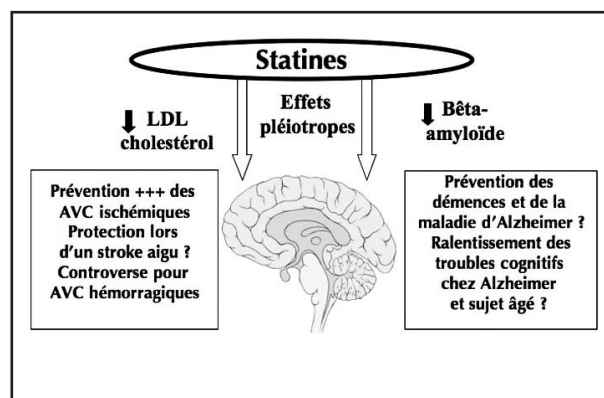 Statines
LDL
cholestérol
Effets
pléiotropes
Bêta-
amyloïde
Prévention +++ des
AVC ischémiques
Protection lors
d'un stroke aigu ?
Controverse pour
AVC hémorragiques
Prévention des
démences et de la
maladie d'Alzheimer ?
Ralentissement des
troubles cognitifs
chez Alzheimer
et sujet âgé ?